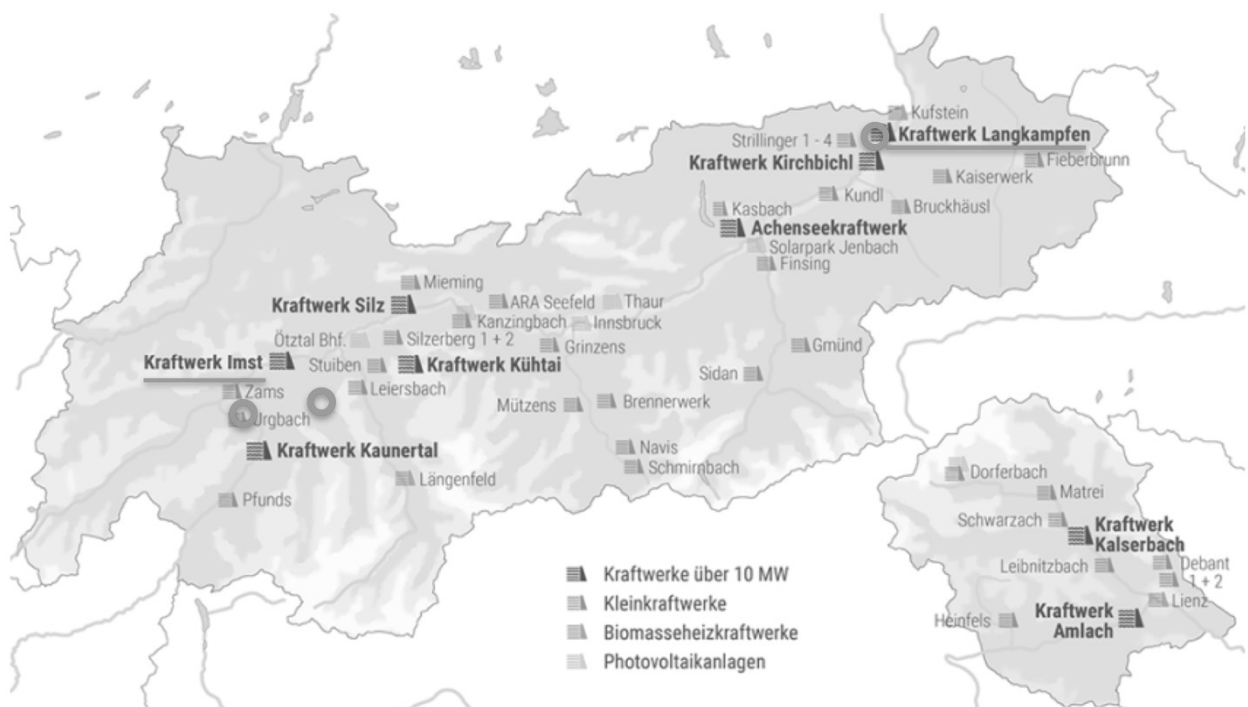 Kufstein
Kraftwerk Langkampfen
Strillinger 1 - 4
Kraftwerk Kirchbichl
Fieberbrunn
Kaiserwerk
Kundl
Bruckhäusl
Kasbach
Achenseekraftwerk
Solarpark Jenbach
Finsing
Mieming
Kraftwerk Silz
ARA Seefeld
Thaur
Kanzingbach
Innsbruck
Ötztal Bhf.
Silzerberg 1 + 2
Grinzens
Gmünd
Kraftwerk Imst
Stuiben
Kraftwerk Kühtai
Sidan
Zams
Leiersbach
Mützens
Brennerwerk
Urgbach
Kraftwerk Kaunertal
Navis
Schmirnbach
Längenfeld
Pfunds
Dorferbach
Matrei
Schwarzach
Kraftwerk
Kalserbach
Leibnitzbach
Debant
1 + 2
Lienz
Heinfels
Kraftwerk
Amlach
Kraftwerke über 10 MW
Kleinkraftwerke
Biomasseheizkraftwerke
Photovoltaikanlagen